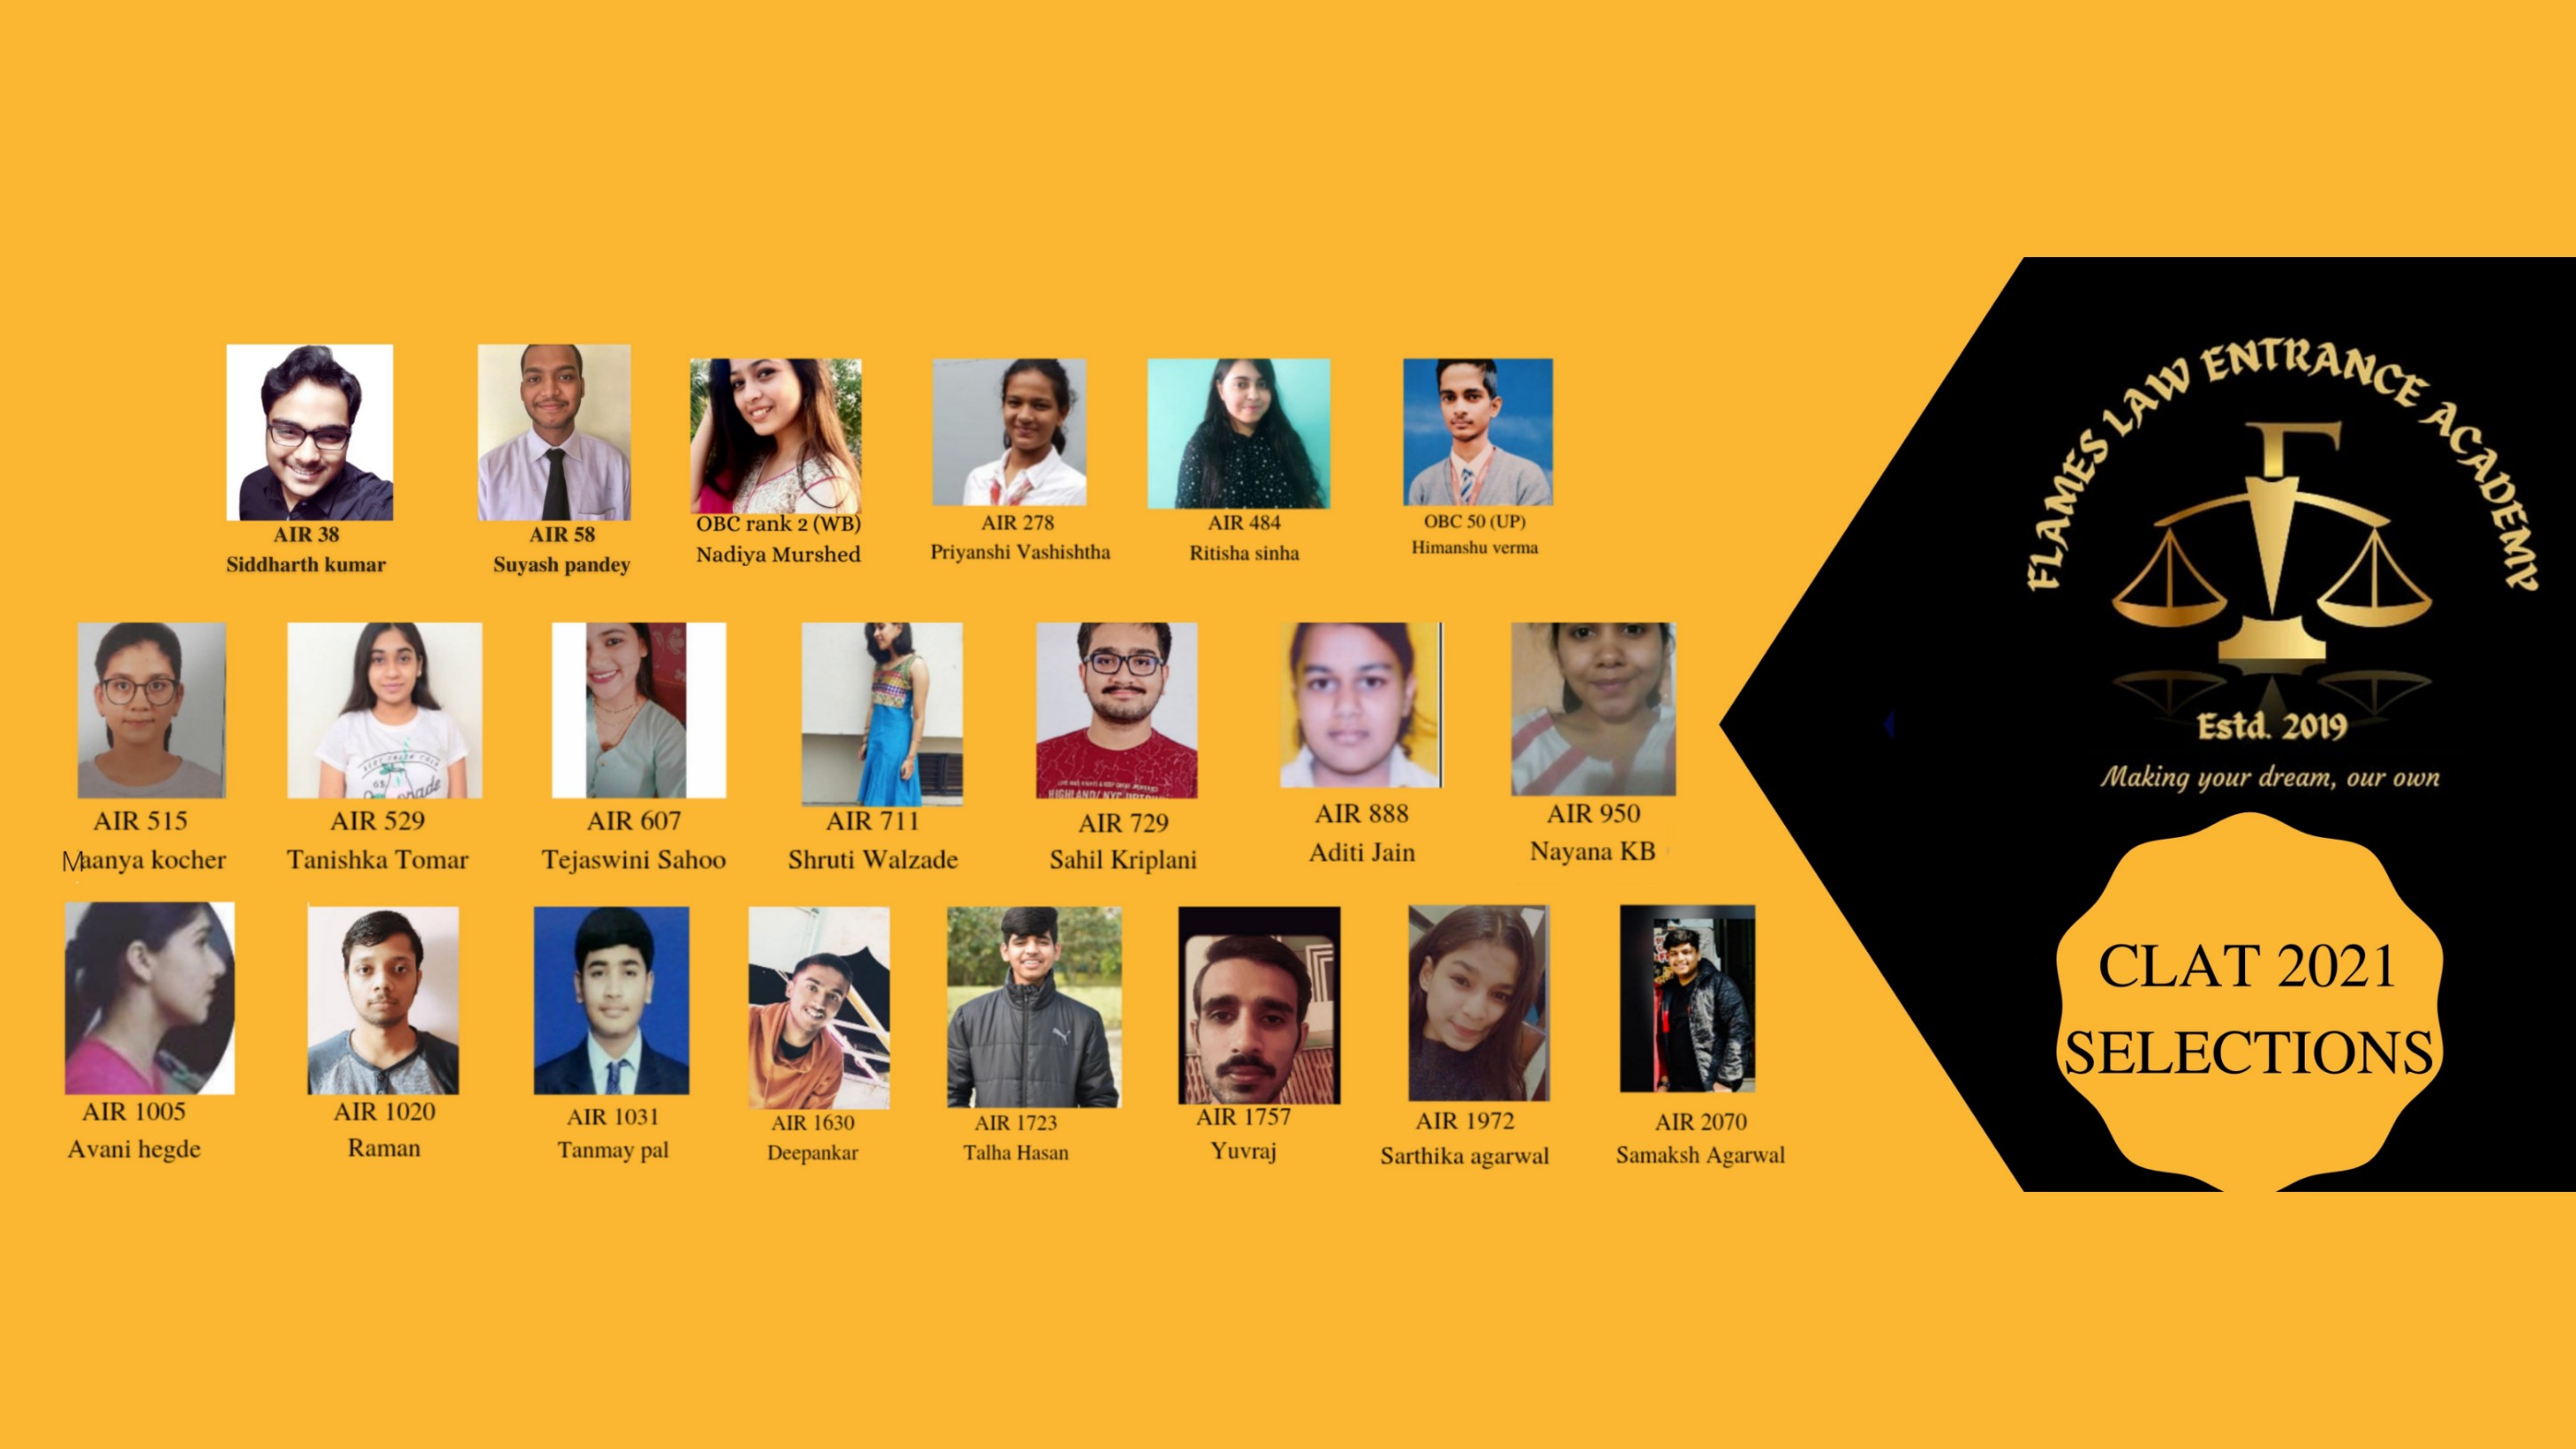 AIR 38
Siddharth kumar
AIR 58
Suyash pandey
OBC rank 2 (WB)
Nadiya Murshed
AIR 278
Priyanshi Vashishtha
AIR 484
Ritisha sinha
OBC 50 (UP)
Himanshu verma
AIR 515
Maanya kocher
AIR 529
Tanishka Tomar
AIR 607
Tejaswini Sahoo
AIR 711
Shruti Walzade
AIR 729
Sahil Kriplani
AIR 888
Aditi Jain
AIR 950
Nayana KB
AIR 1005
Avani hegde
AIR 1020
Raman
AIR 1031
Tanmay pal
AIR 1630
Deepankar
AIR 1723
Talha Hasan
AIR 1757
Yuvraj
AIR 1972
Sarthika agarwal
AIR 2070
Samaksh Agarwal
FLAMES LAW ENTRANCE ACADEMY
Estd. 2019
Making your dream, our own
CLAT 2021
SELECTIONS